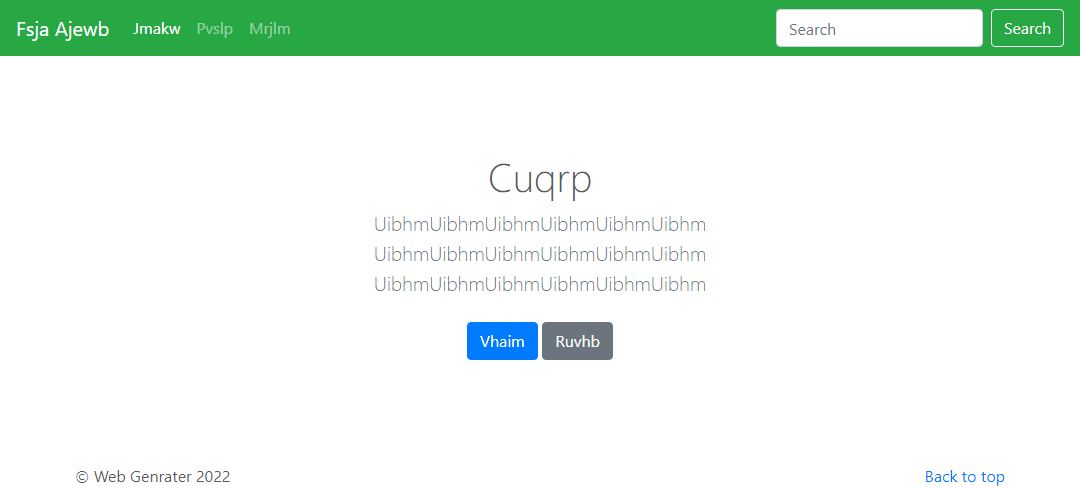 Fsja Ajewb Jmakw Pvslp Mrjlm Search Search
Cuqrp
UibhmUibhmUibhmUibhmUibhmUibhm
UibhmUibhmUibhmUibhmUibhmUibhm
UibhmUibhmUibhmUibhmUibhmUibhm
Vhaim Ruvhb
© Web Genrater 2022 Back to top